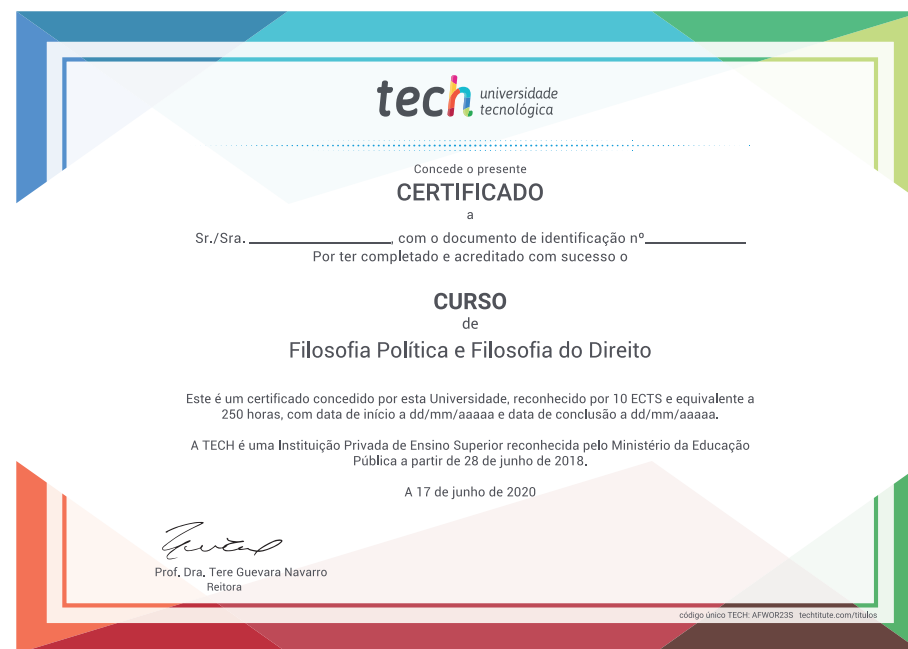 tech universidade
tecnológica
Concede o presente
CERTIFICADO
a
Sr./Sra. , com o documento de identificação nº
Por ter completado e acreditado com sucesso o
CURSO
de
Filosofia Política e Filosofia do Direito
Este é um certificado concedido por esta Universidade, reconhecido por 10 ECTS e equivalente a
250 horas, com data de início a dd/mm/aaaaa e data de conclusão a dd/mm/aaaaa.
A TECH é uma Instituição Privada de Ensino Superior reconhecida pelo Ministério da Educação
Pública a partir de 28 de junho de 2018.
A 17 de junho de 2020
Prof. Dra. Tere Guevara Navarro
Reitora
código único TECH: AFWOR23S techtitute.com/titulos